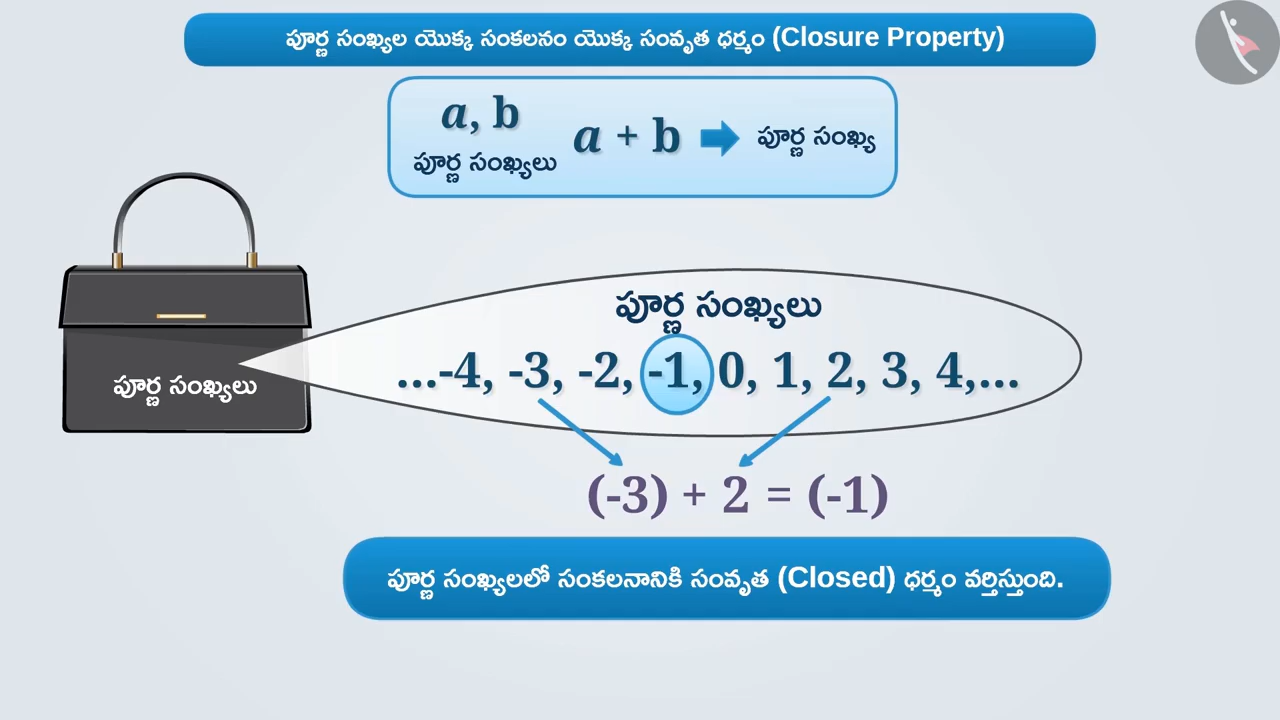 పూర్ణ సంఖ్యల యొక్క సంకలనం యొక్క సంవృత ధర్మం (Closure Property)
a, b
పూర్ణ సంఖ్యలు
a + b
పూర్ణ సంఖ్య
పూర్ణ సంఖ్యలు
...-4, -3, -2, -1, 0, 1, 2, 3, 4,...
పూర్ణ సంఖ్యలు
(-3) + 2 = (-1)
పూర్ణ సంఖ్యలలో సంకలనానికి సంవృత (Closed) ధర్మం వర్తిస్తుంది.